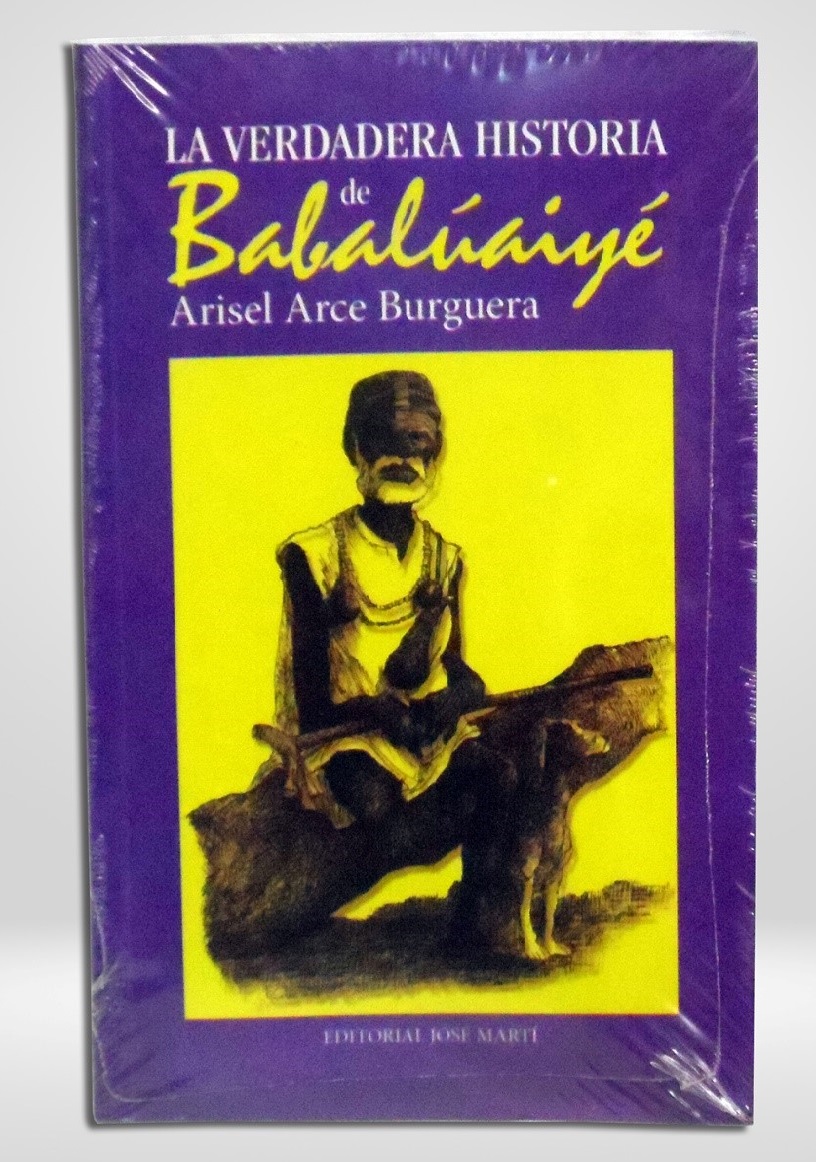 LA VERDADERA HISTORIA
de
Babalúaiyé
Arisel Arce Burguera
EDITORIAL JOSÉ MARTÍ